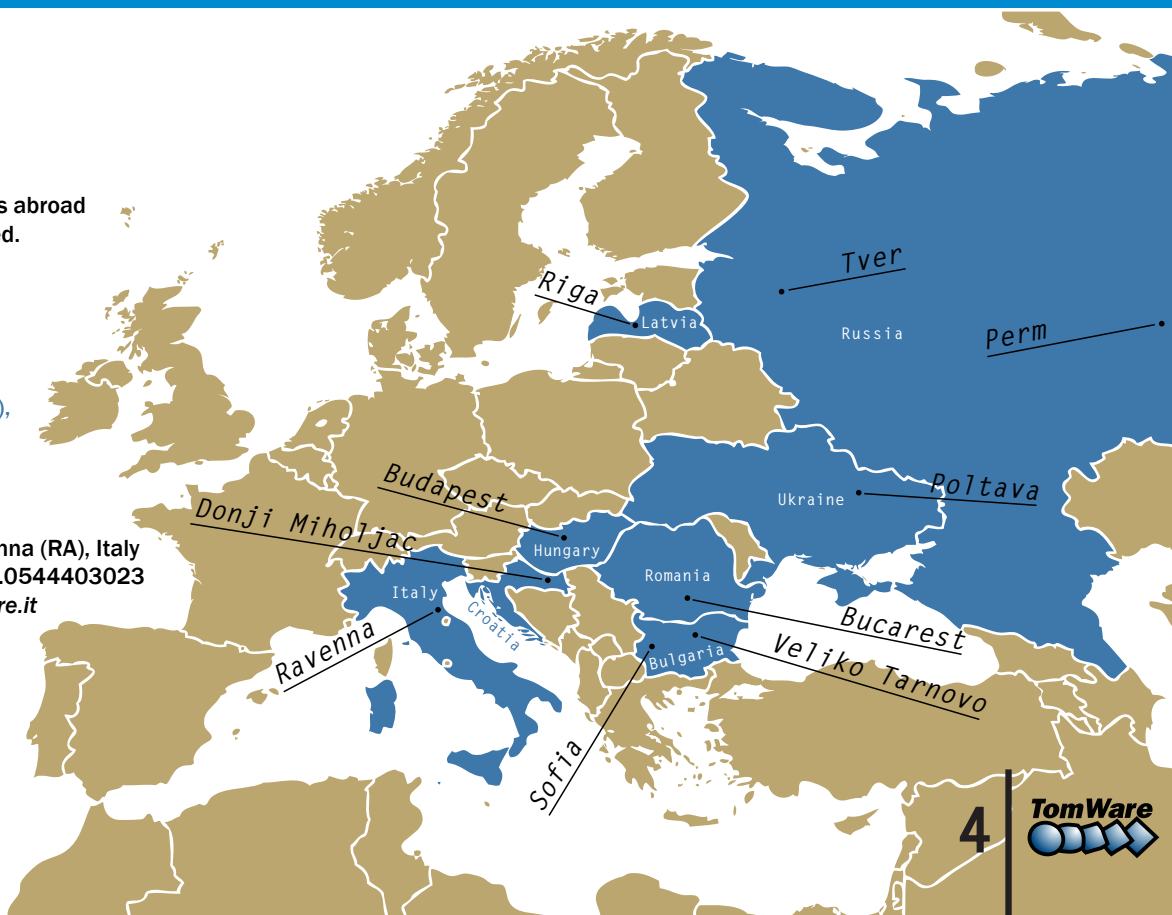 s abroad
ed.
),
nna (RA), Italy
.0544403023
re.it
Riga
Latvia
Tver
Russia
Perm
Budapest
Donji Miholjac
Hungary
Ukraine
Poltava
Italy
Croatia
Romania
Ravenna
Bucarest
Bulgaria
Veliko Tarnovo
Sofia
4
TomWare